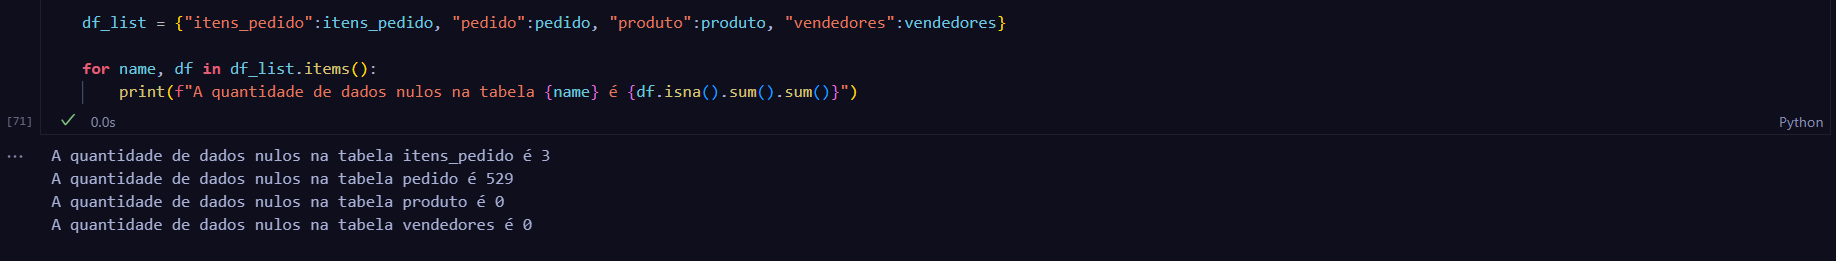 df_list = {"itens_pedido":itens_pedido, "pedido":pedido, "produto":produto, "vendedores":vendedores}
for name, df in df_list.items():
    print(f"A quantidade de dados nulos na tabela {name} é {df.isna().sum().sum()}")
[71] 0.0s Python
... A quantidade de dados nulos na tabela itens_pedido é 3
A quantidade de dados nulos na tabela pedido é 529
A quantidade de dados nulos na tabela produto é 0
A quantidade de dados nulos na tabela vendedores é 0